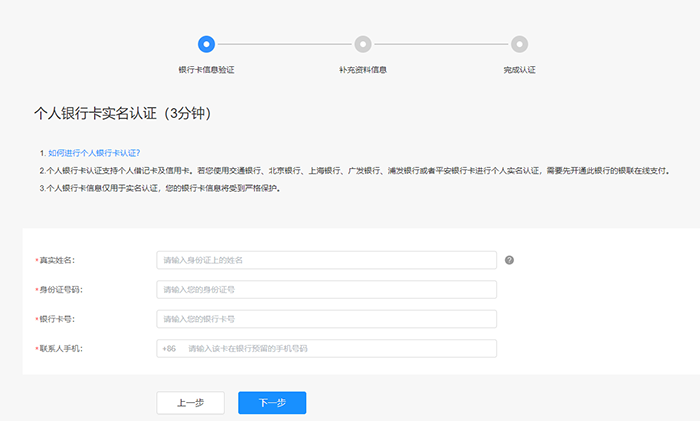 银行卡信息验证 补充资料信息 完成认证
个人银行卡实名认证（3分钟）
1. 如何进行个人银行卡认证?
2.个人银行卡认证支持个人借记卡及信用卡。若您使用交通银行、北京银行、上海银行、广发银行、浦发银行或者平安银行卡进行个人实名认证，需要先开通此银行的银联在线支付。
3.个人银行卡信息仅用于实名认证，您的银行卡信息将受到严格保护。
*真实姓名： 请输入身份证上的姓名 ?
*身份证号码： 请输入您的身份证号
*银行卡号： 请输入您的银行卡号
*联系人手机： +86 请输入该卡在银行预留的手机号码
上一步 下一步